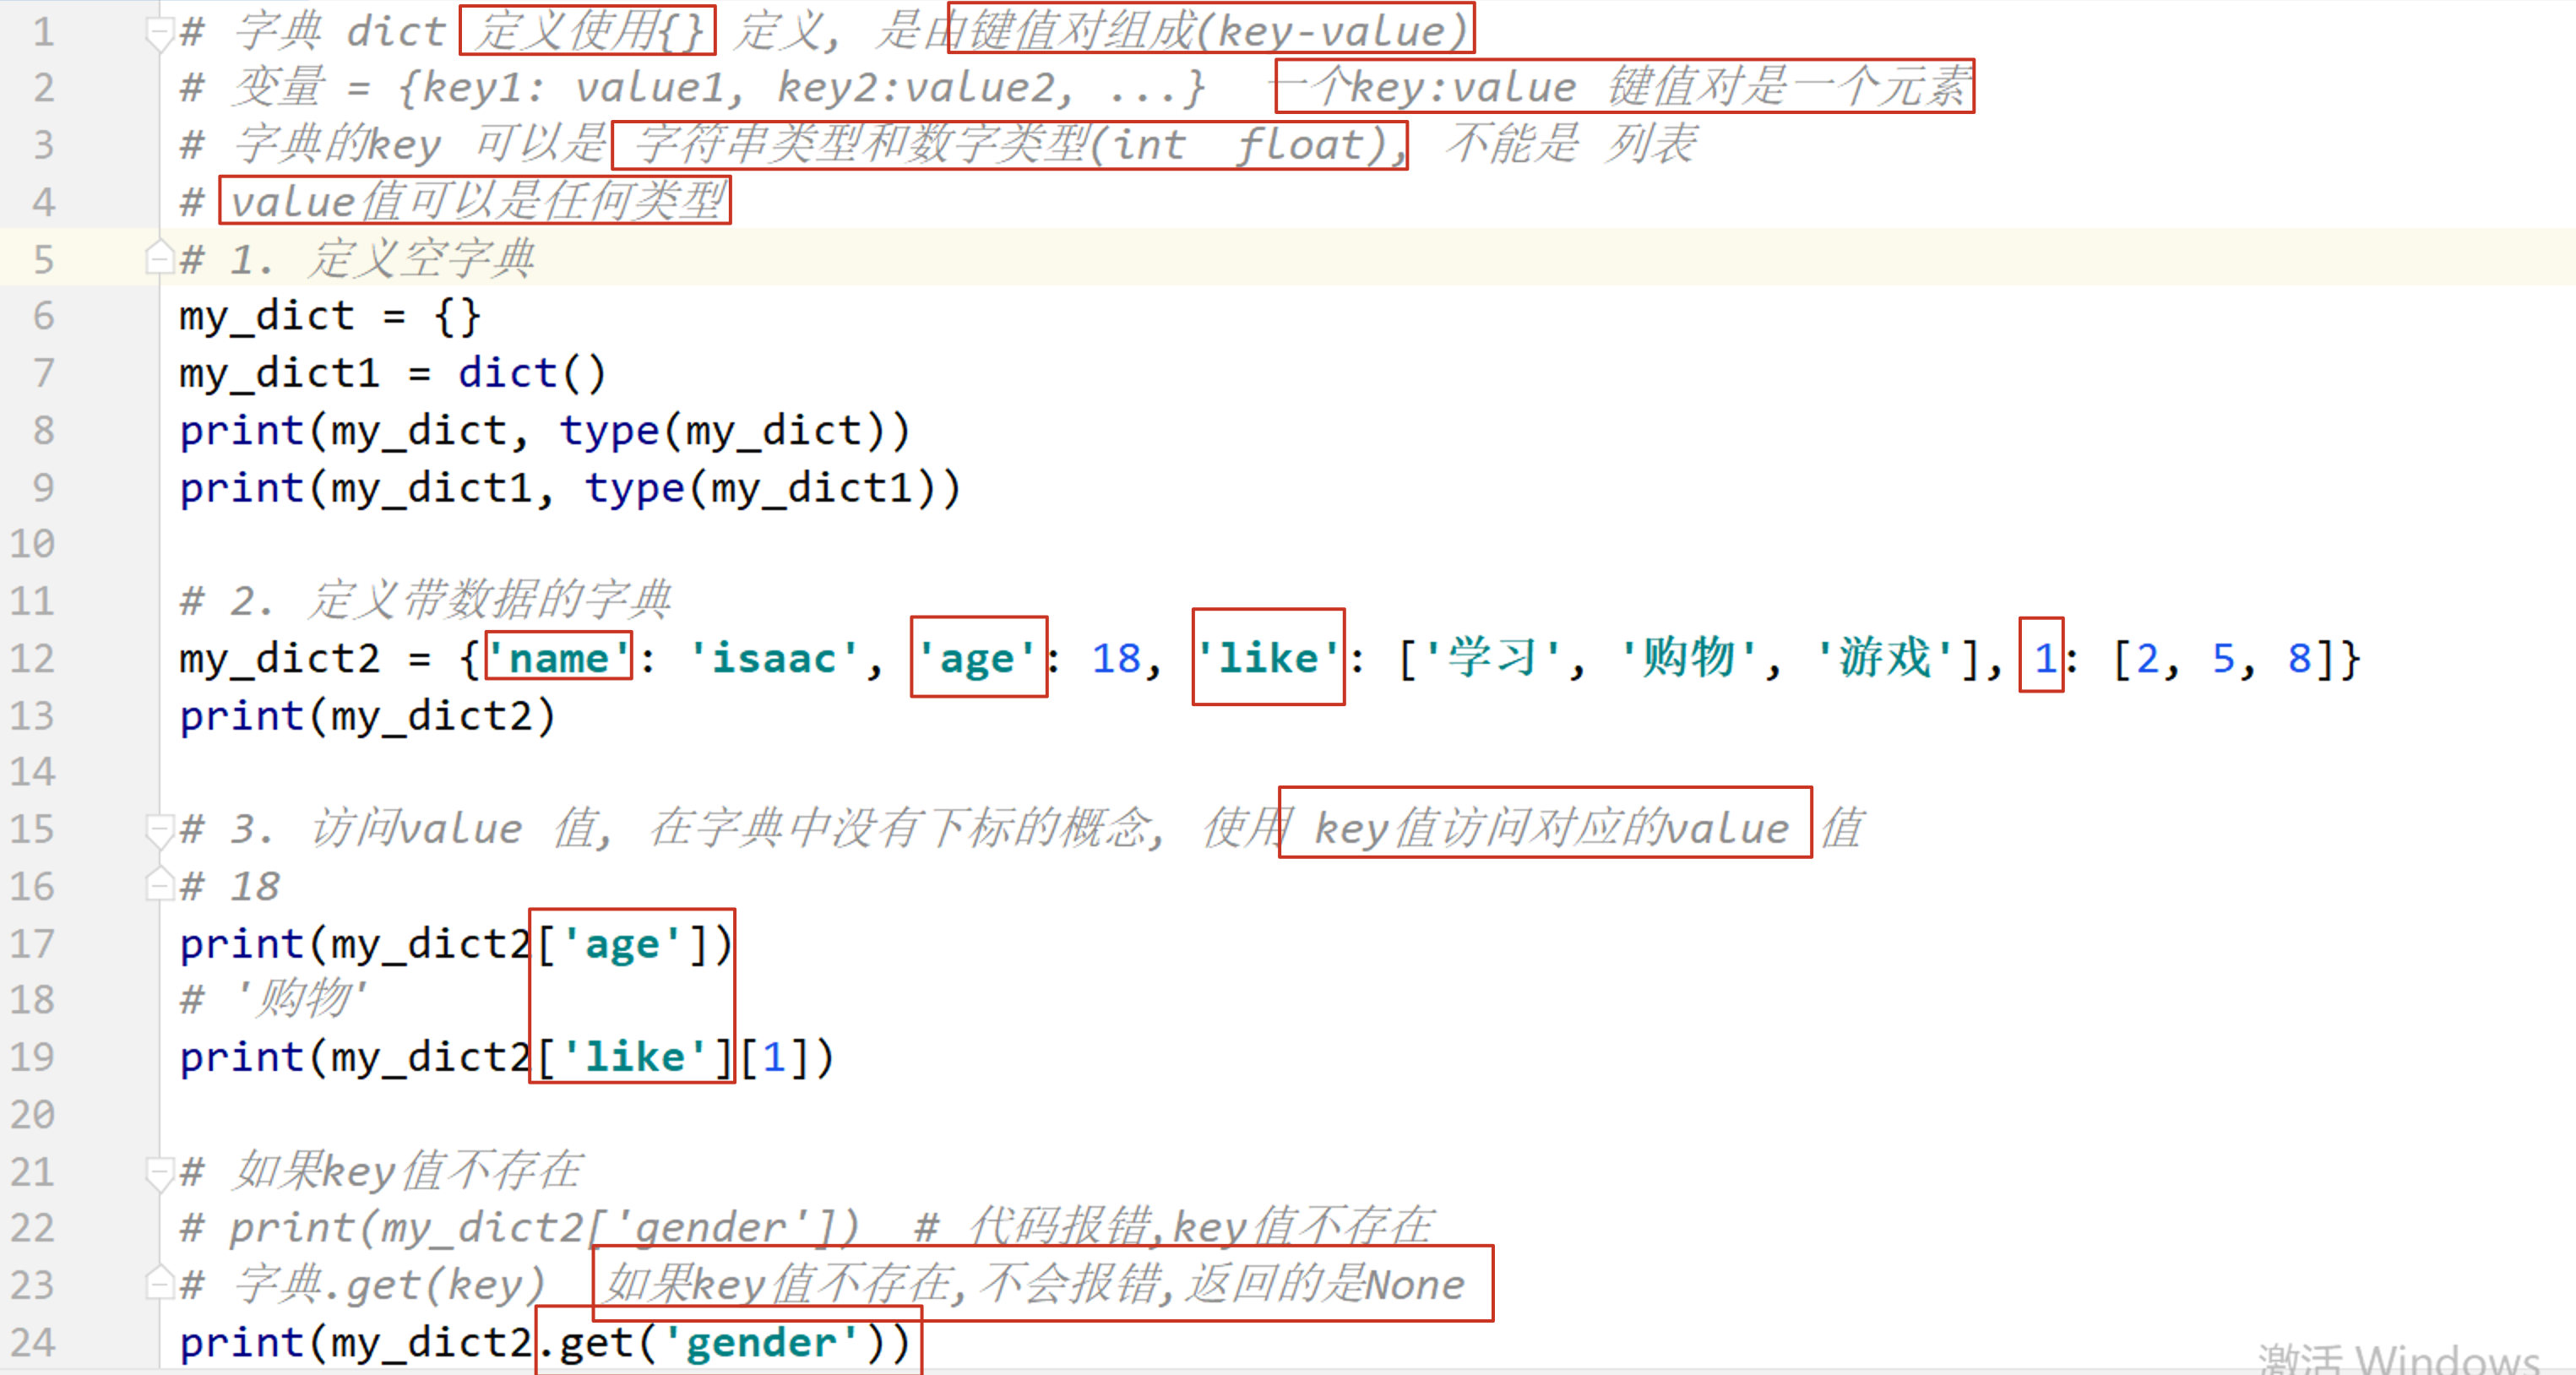 1 # 字典 dict 定义使用{} 定义, 是由键值对组成(key-value)
2 # 变量 = {key1: value1, key2:value2, ...} 一个key:value 键值对是一个元素
3 # 字典的key 可以是 字符串类型和数字类型(int float), 不能是 列表
4 # value值可以是任何类型
5 # 1. 定义空字典
6 my_dict = {}
7 my_dict1 = dict()
8 print(my_dict, type(my_dict))
9 print(my_dict1, type(my_dict1))
10
11 # 2. 定义带数据的字典
12 my_dict2 = {'name': 'isaac', 'age': 18, 'like': ['学习', '购物', '游戏'], 1: [2, 5, 8]}
13 print(my_dict2)
14
15 # 3. 访问value 值, 在字典中没有下标的概念, 使用 key值访问对应的value 值
16 # 18
17 print(my_dict2['age'])
18 # '购物'
19 print(my_dict2['like'][1])
20
21 # 如果key值不存在
22 # print(my_dict2['gender']) # 代码报错,key值不存在
23 # 字典.get(key) 如果key值不存在,不会报错,返回的是None
24 print(my_dict2.get('gender'))
激活 Windows